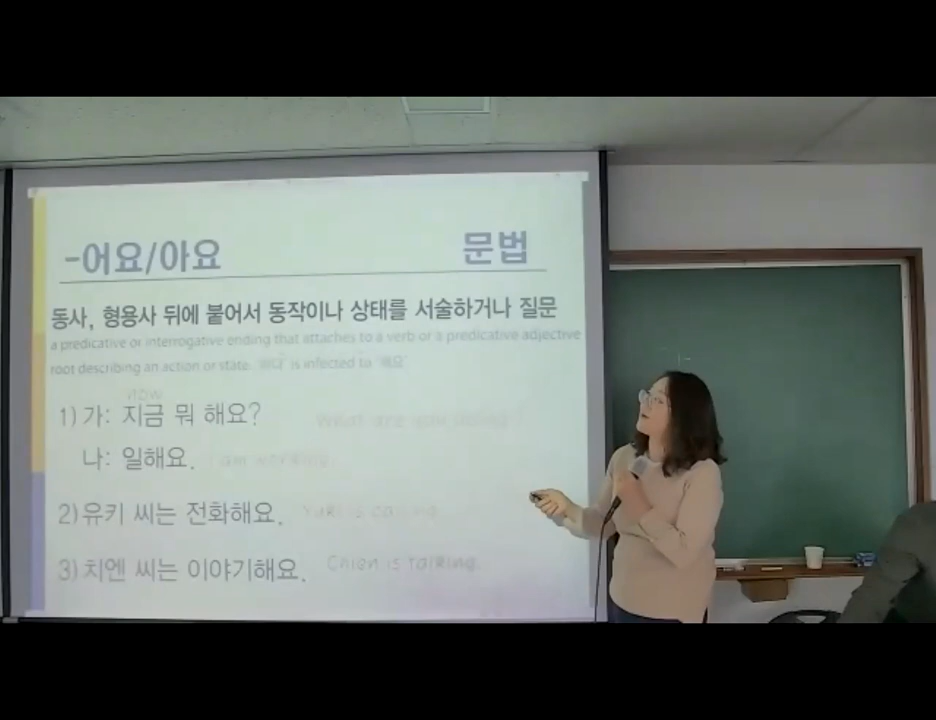 -어요/아요 문법
동사, 형용사 뒤에 붙어서 동작이나 상태를 서술하거나 질문
a predicative or interrogative ending that attaches to a verb or a predicative adjective
root describing an action or state. is infected to
now
1) 가: 지금 뭐 해요? What are you doing?
나: 일해요. I am working.
2) 유키 씨는 전화해요. Yuki is calling.
3) 치엔 씨는 이야기해요. Chien is talking.